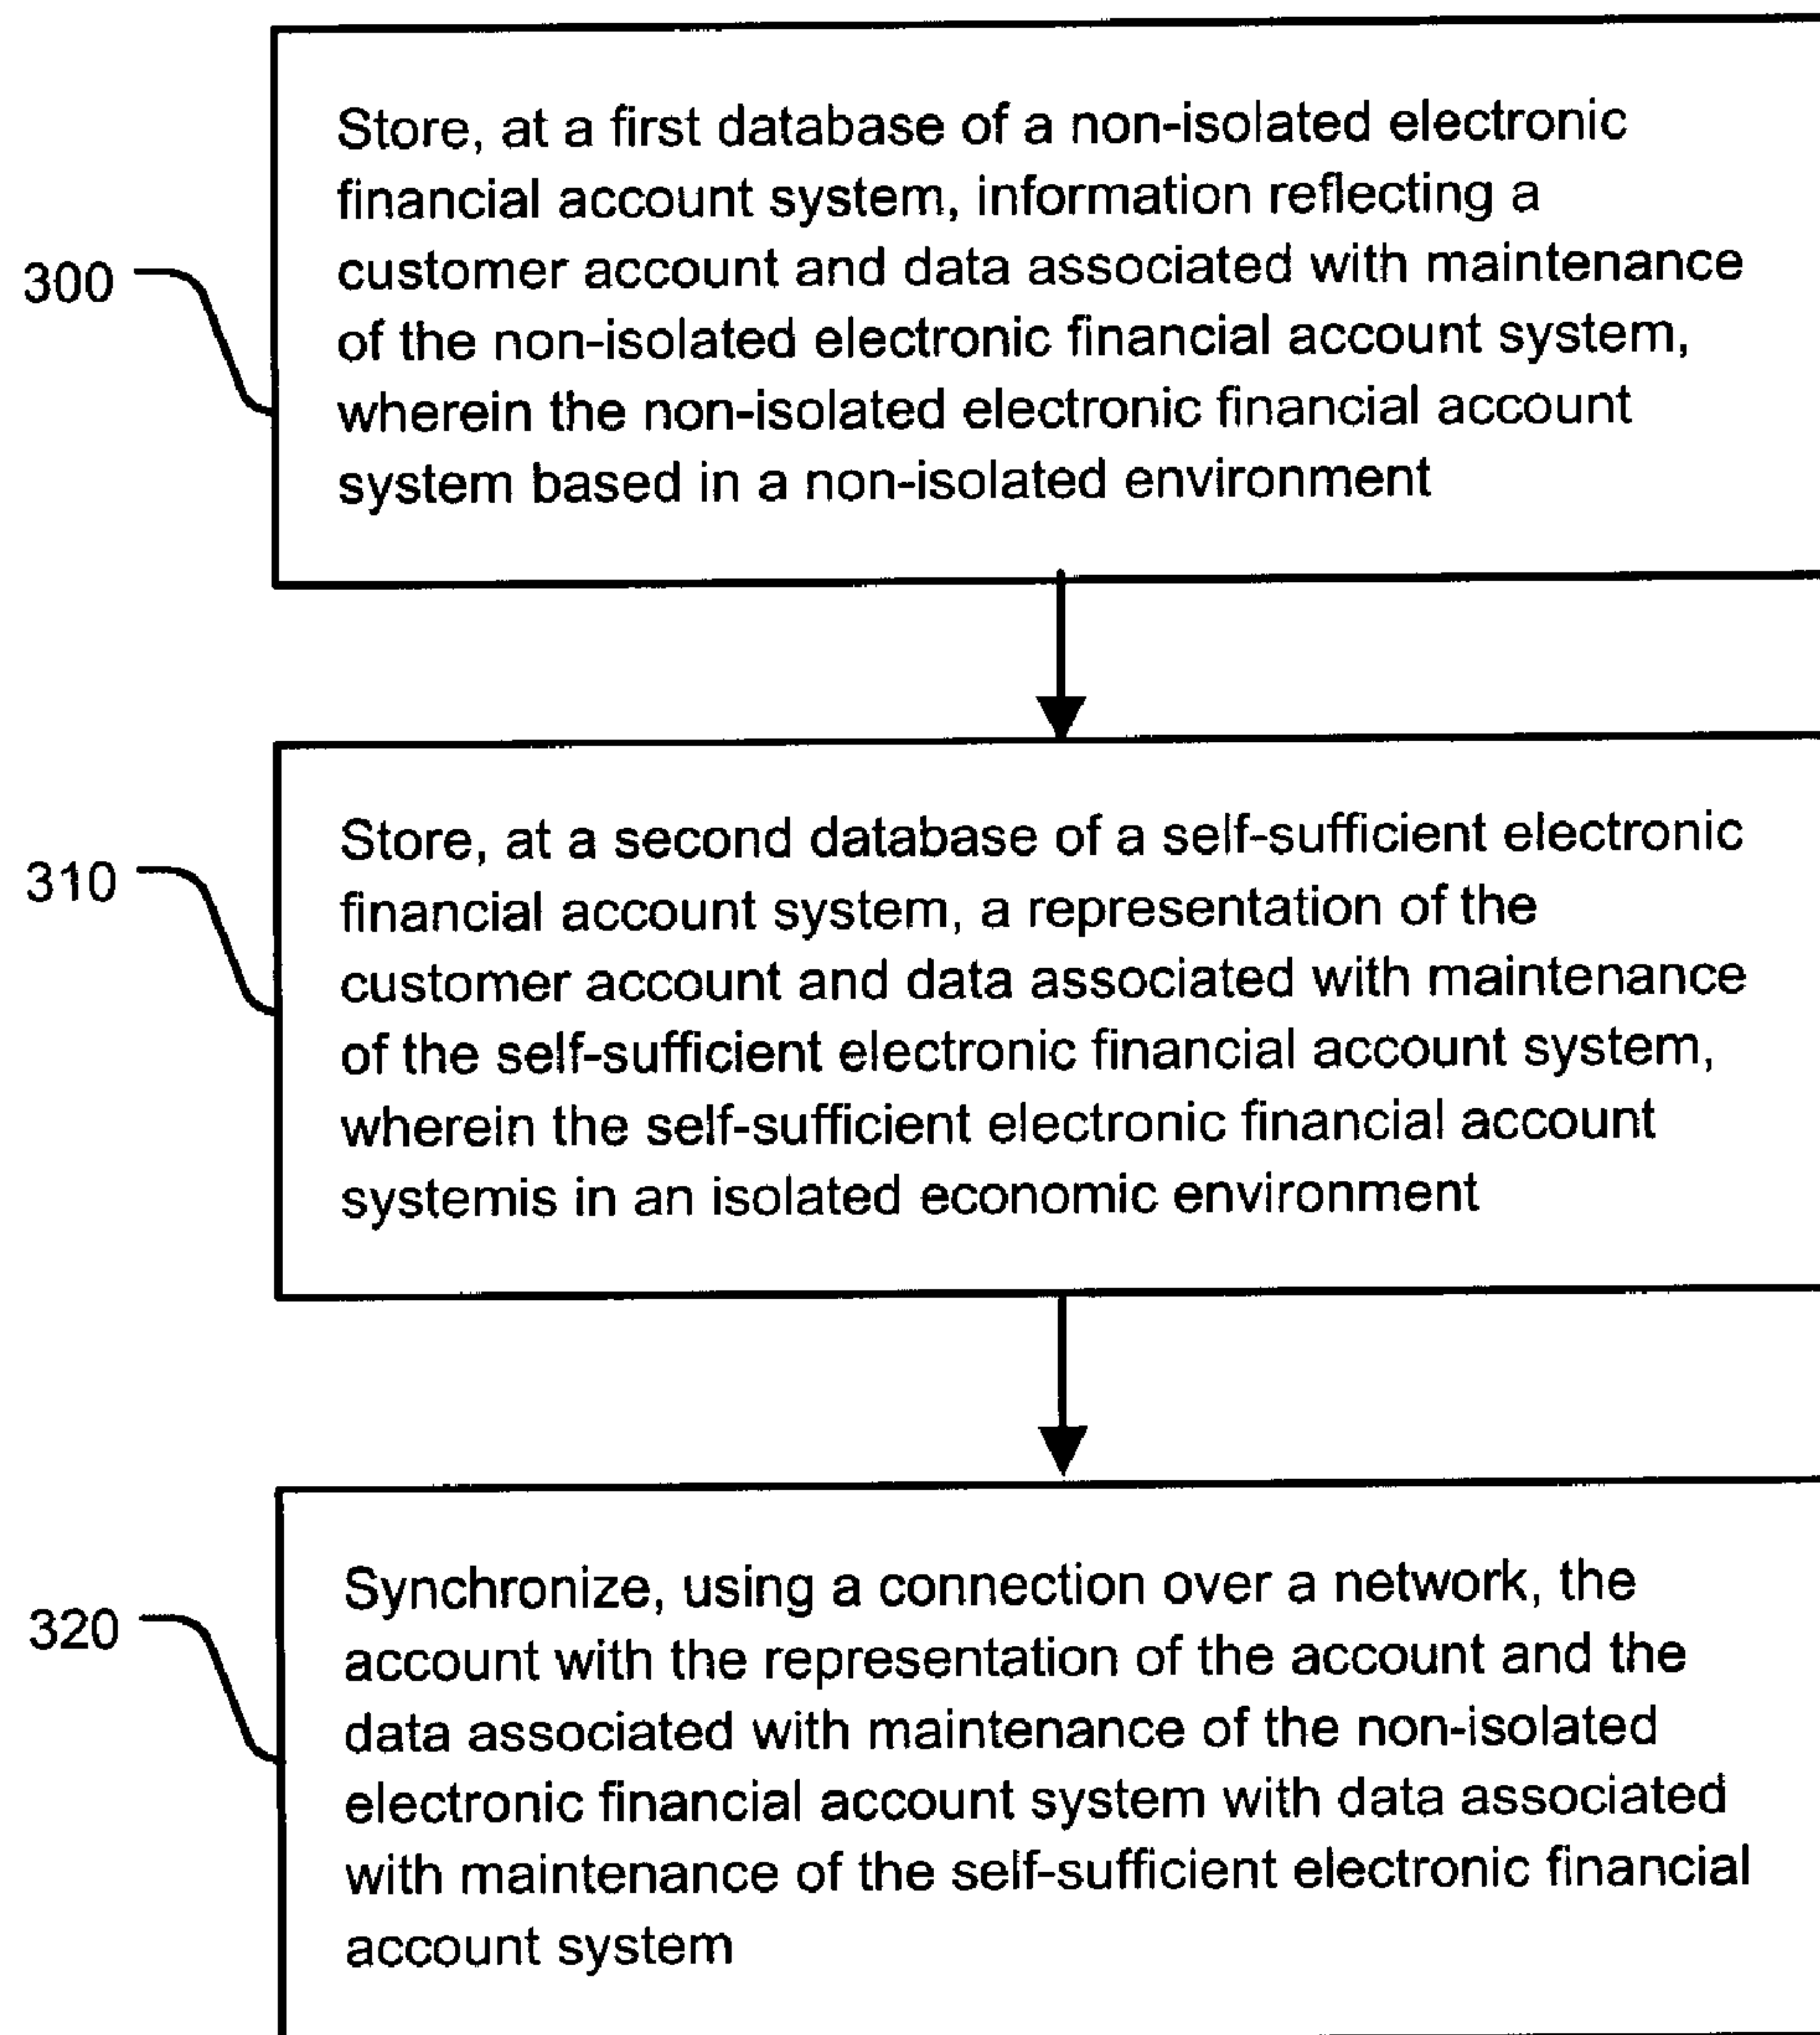 Store, at a first database of a non-isolated electronic
financial account system, information reflecting a
customer account and data associated with maintenance
of the non-isolated electronic financial account system,
wherein the non-isolated electronic financial account
system based in a non-isolated environment
300
Store, at a second database of a self-sufficient electronic
financial account system, a representation of the
customer account and data associated with maintenance
of the self-sufficient electronic financial account system,
wherein the self-sufficient electronic financial account
systemis in an isolated economic environment
310
Synchronize, using a connection over a network, the
account with the representation of the account and the
data associated with maintenance of the non-isolated
electronic financial account system with data associated
with maintenance of the self-sufficient electronic financial
account system
320